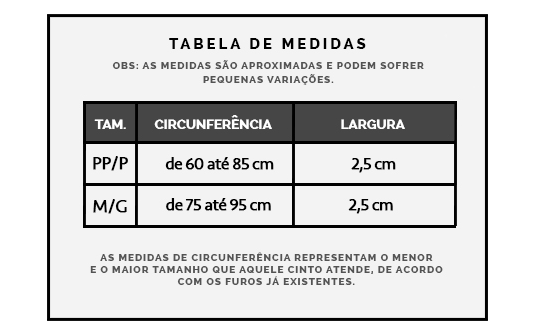 TABELA DE MEDIDAS
OBS: AS MEDIDAS SÃO APROXIMADAS E PODEM SOFRER
PEQUENAS VARIAÇÕES.
TAM. CIRCUNFERÊNCIA LARGURA
PP/P de 60 até 85 cm 2,5 cm
M/G de 75 até 95 cm 2,5 cm
AS MEDIDAS DE CIRCUNFERÊNCIA REPRESENTAM O MENOR
E O MAIOR TAMANHO QUE AQUELE CINTO ATENDE, DE ACORDO
COM OS FUROS JÁ EXISTENTES.